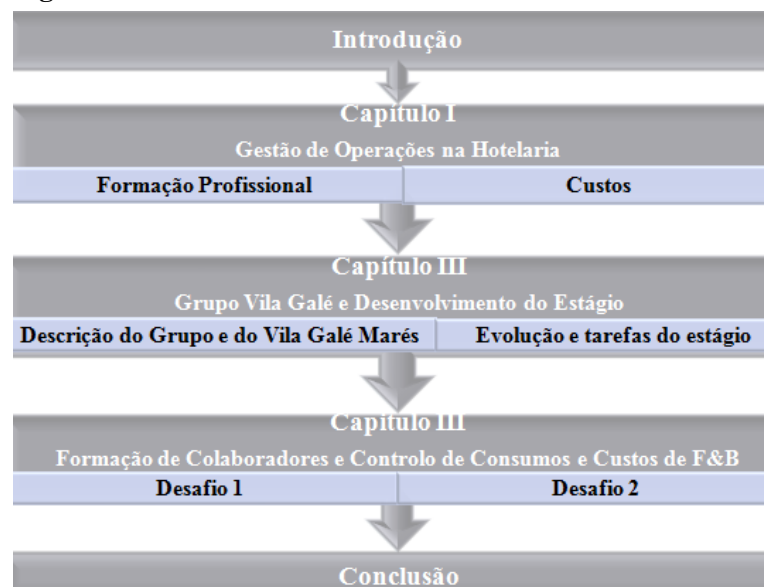 Introdução
Capítulo I
Gestão de Operações na Hotelaria
Formação Profissional
Custos
Capítulo III
Grupo Vila Galé e Desenvolvimento do Estágio
Descrição do Grupo e do Vila Galé Marés
Evolução e tarefas do estágio
Capítulo III
Formação de Colaboradores e Controlo de Consumos e Custos de F&B
Desafio 1
Desafio 2
Conclusão